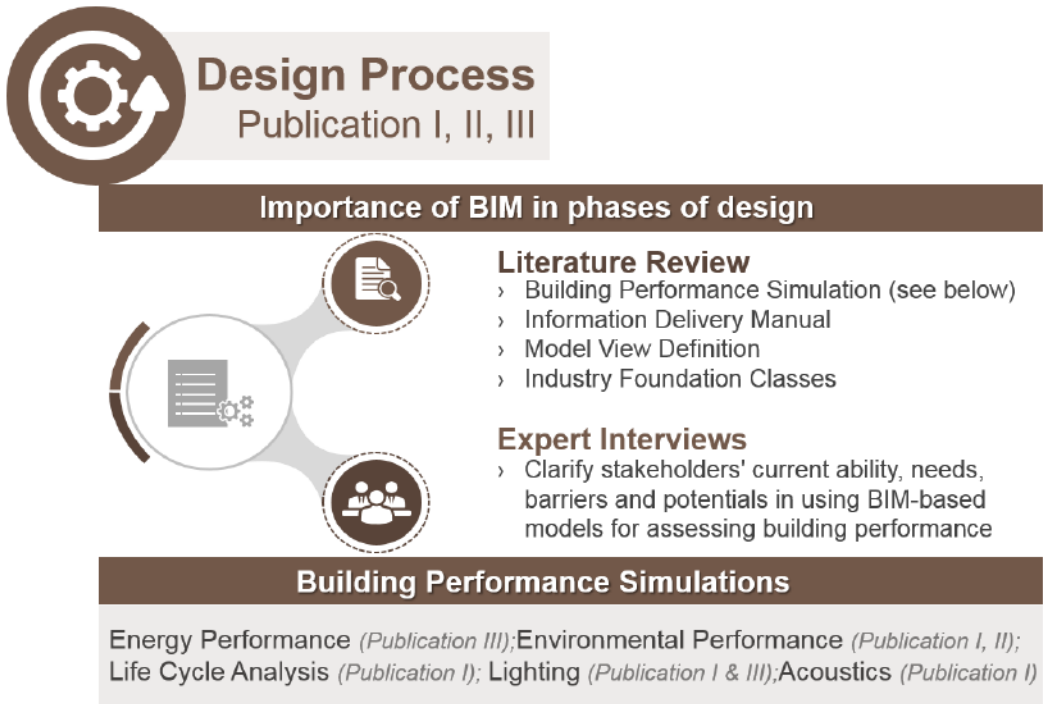 Design Process
Publication I, II, III
Importance of BIM in phases of design
Literature Review
› Building Performance Simulation (see below)
› Information Delivery Manual
› Model View Definition
› Industry Foundation Classes
Expert Interviews
› Clarify stakeholders' current ability, needs,
barriers and potentials in using BIM-based
models for assessing building performance
Building Performance Simulations
Energy Performance (Publication III);Environmental Performance (Publication I, II);
Life Cycle Analysis (Publication I); Lighting (Publication I & III);Acoustics (Publication I)